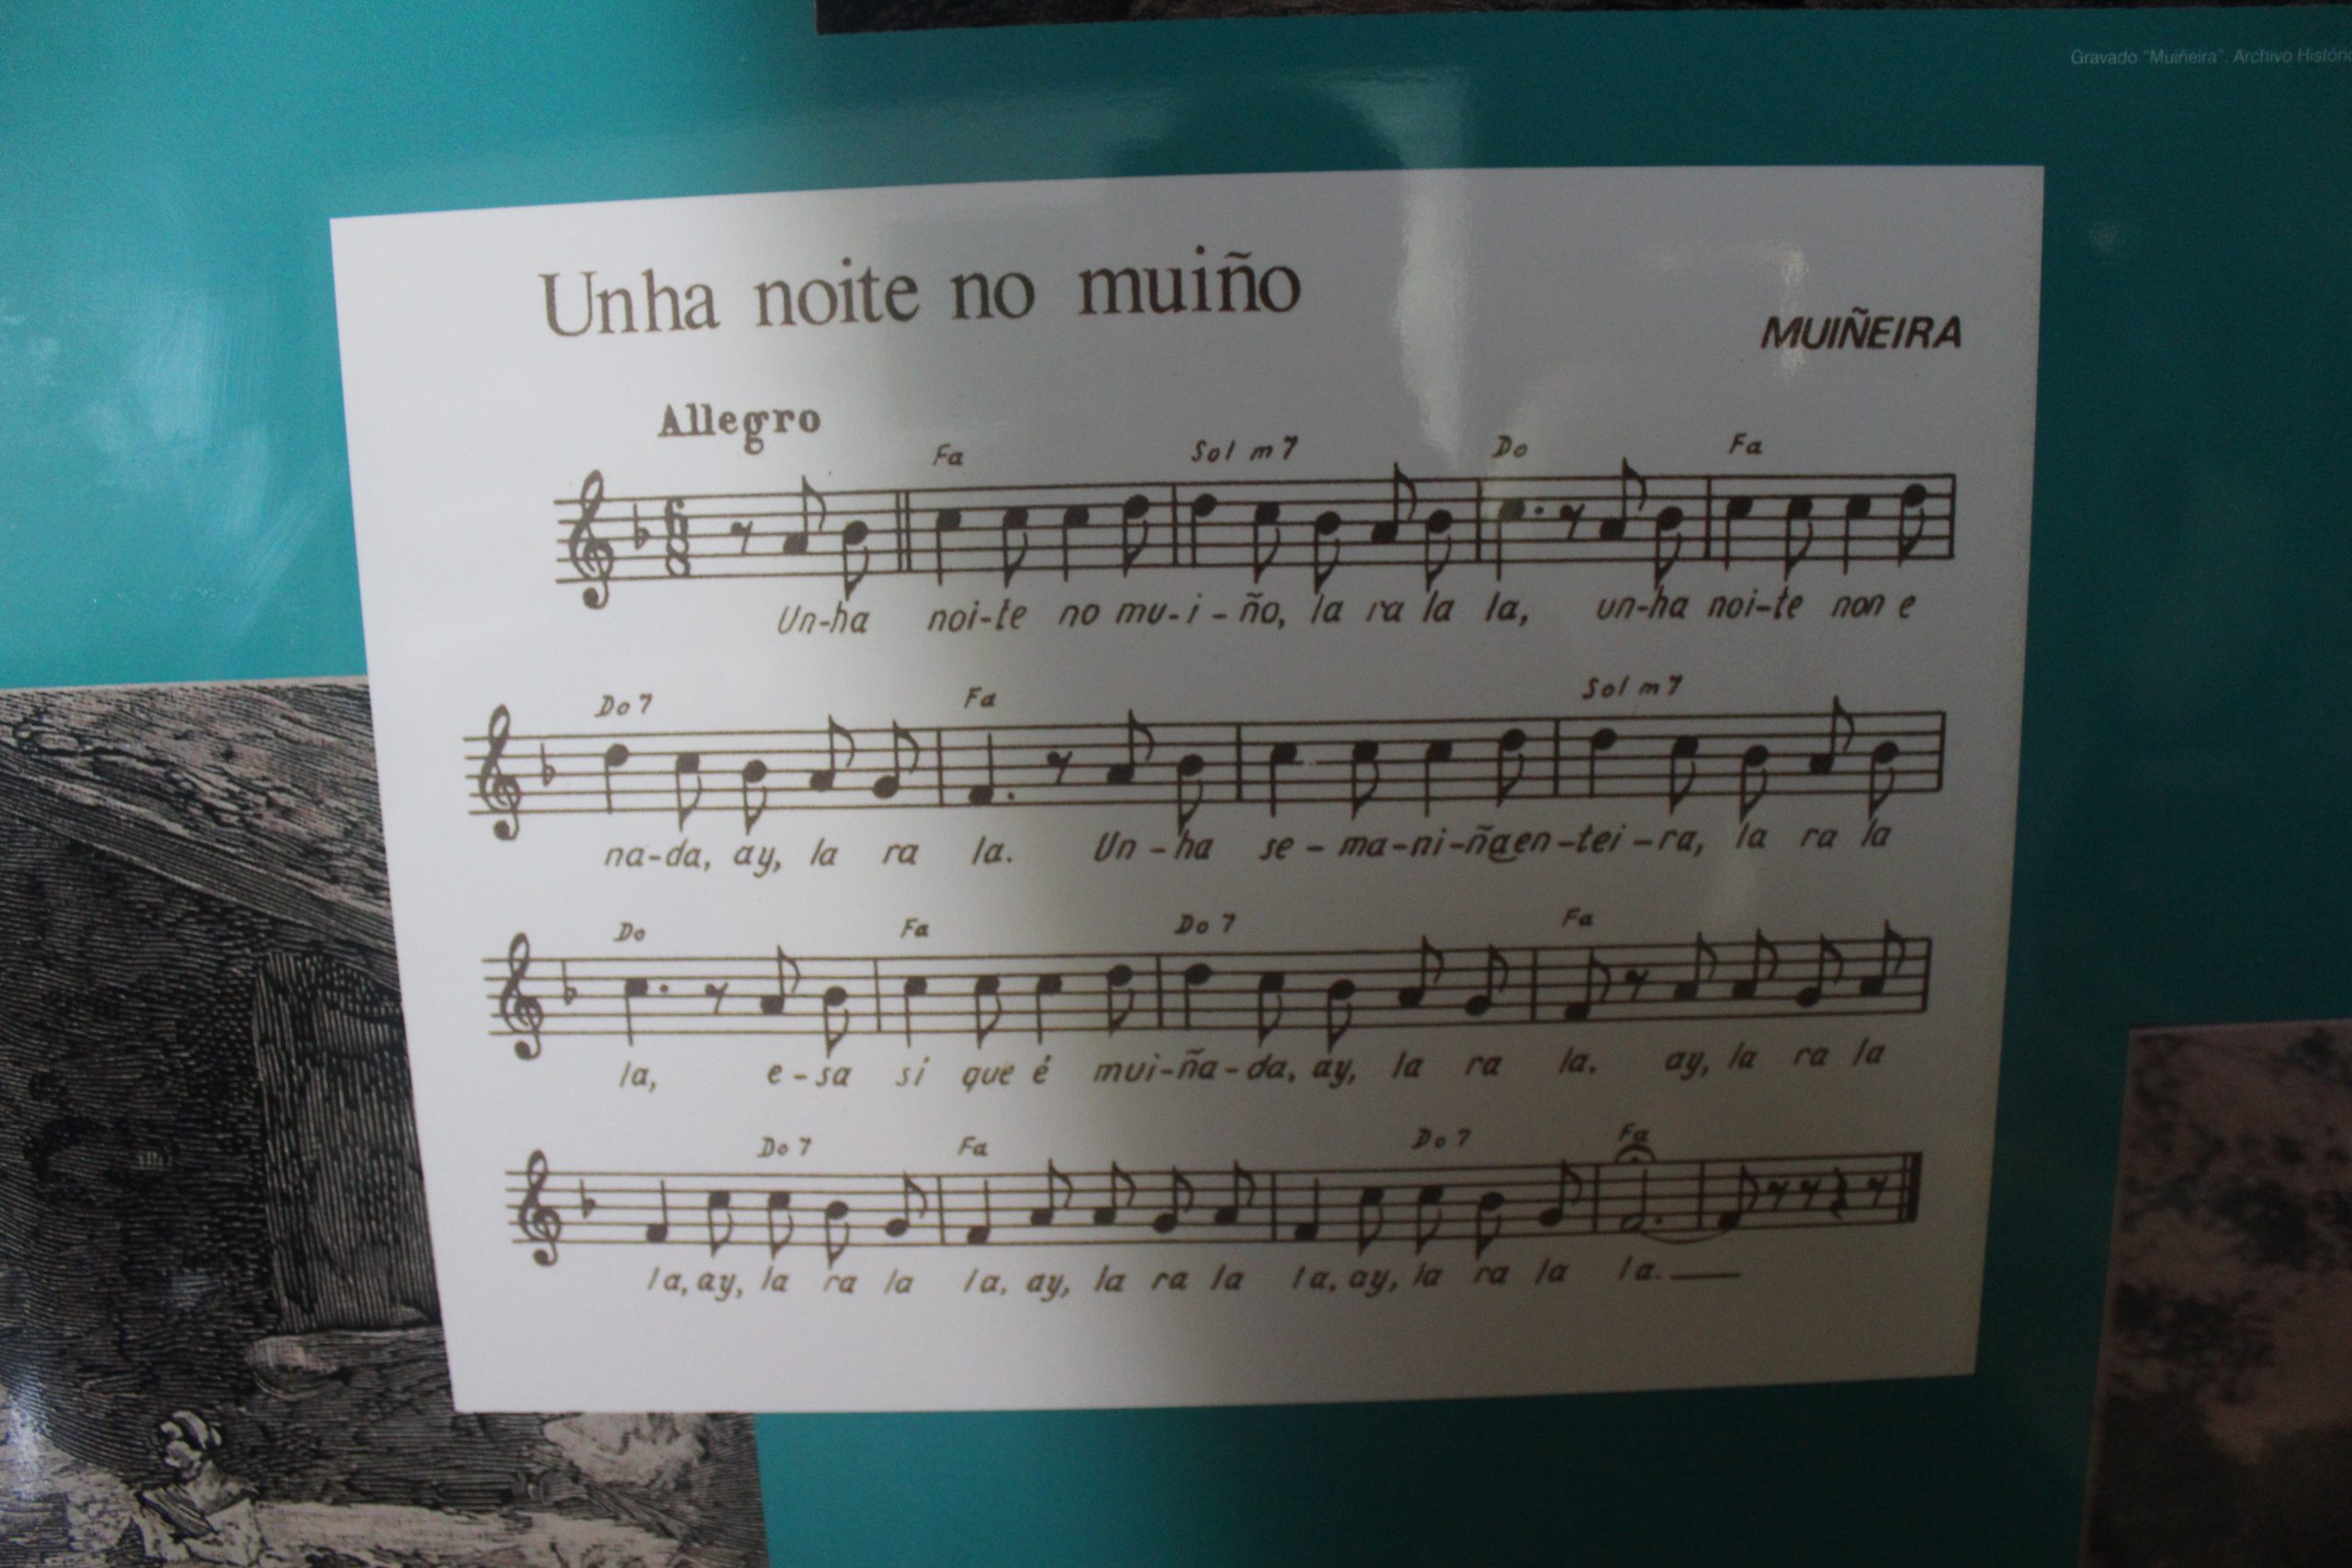 Gravado "Muiñeira". Archivo
Unha noite no muiño
MUIÑEIRA
Allegro
Fa Sol m7 Do Fa
6
8
Un-ha noi-te no mu-i-ño, la ra la la, un-ha noi-te non e
Do7 Fa Sol m7
na-da, ay, la ra la. Un-ha se-ma-ni-ñaen-tei-ra, la ra la
Do Fa Do7 Fa
la, e-sa sí que é mui-ña-da, ay, la ra la. ay, la ra la
Do7 Fa Do7 Fa
la, ay, la ra la la, ay, la ra la la, ay, la ra la la.